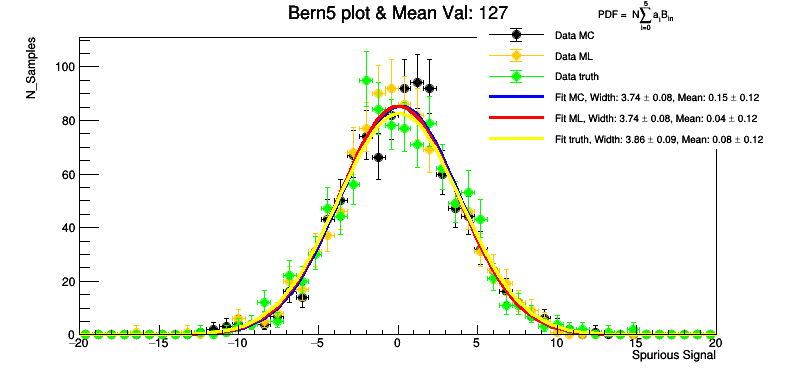 Bern5 plot & Mean Val: 127
PDF = N∑ aᵢBᵢₙ
5
i=0
Data MC
Data ML
Data truth
Fit MC, Width: 3.74 ± 0.08, Mean: 0.15 ± 0.12
Fit ML, Width: 3.74 ± 0.08, Mean: 0.04 ± 0.12
Fit truth, Width: 3.86 ± 0.09, Mean: 0.08 ± 0.12
N_Samples
100
80
60
40
20
0
−20 −15 −10 −5 0 5 10 15 20
Spurious Signal